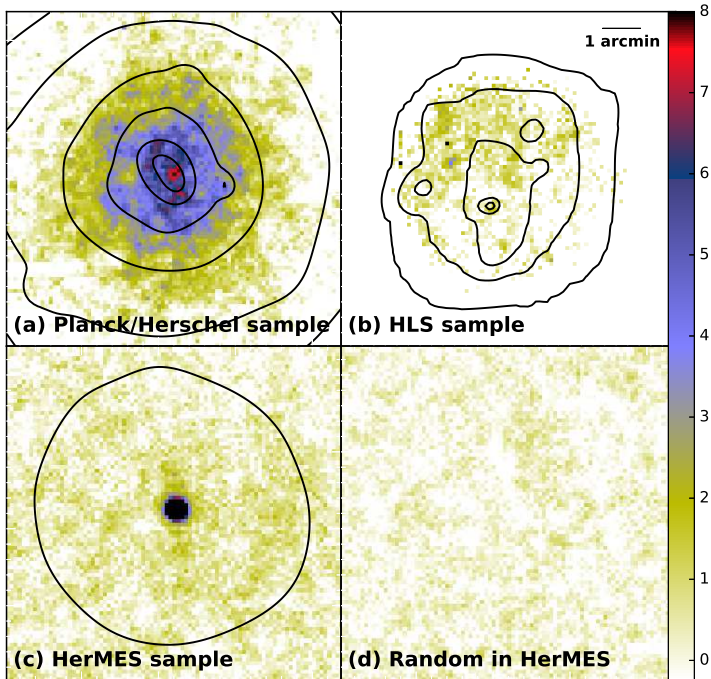 1 arcmin
(a) Planck/Herschel sample
(b) HLS sample
(c) HerMES sample
(d) Random in HerMES
8
7
6
5
4
3
2
1
0